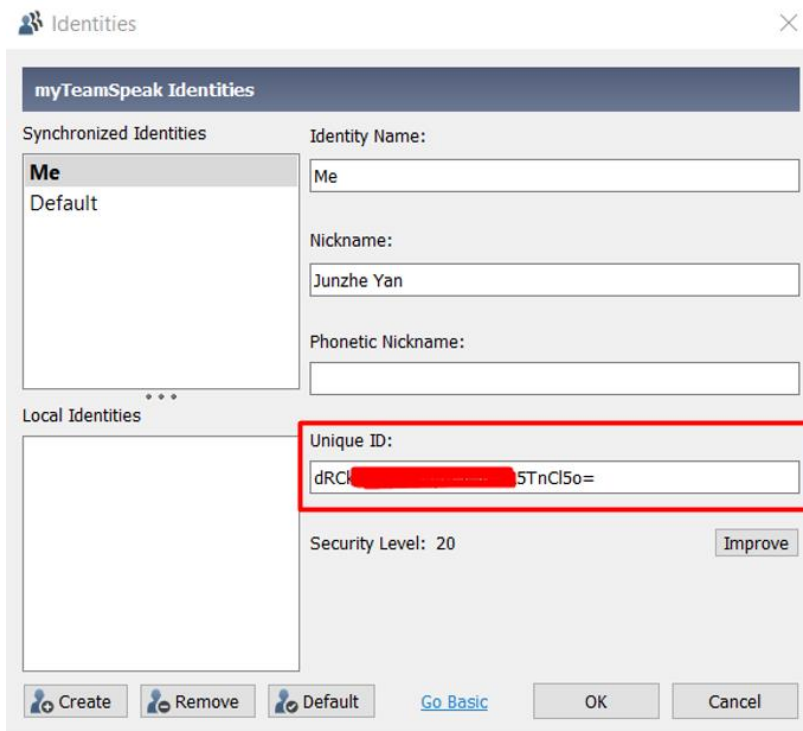 Identities
myTeamSpeak Identities
Synchronized Identities
Me
Default
Identity Name:
Me
Nickname:
Junzhe Yan
Phonetic Nickname:
Local Identities
Unique ID:
5TnCl5o=
Security Level: 20
Improve
Create
Remove
Default
Go Basic
OK
Cancel